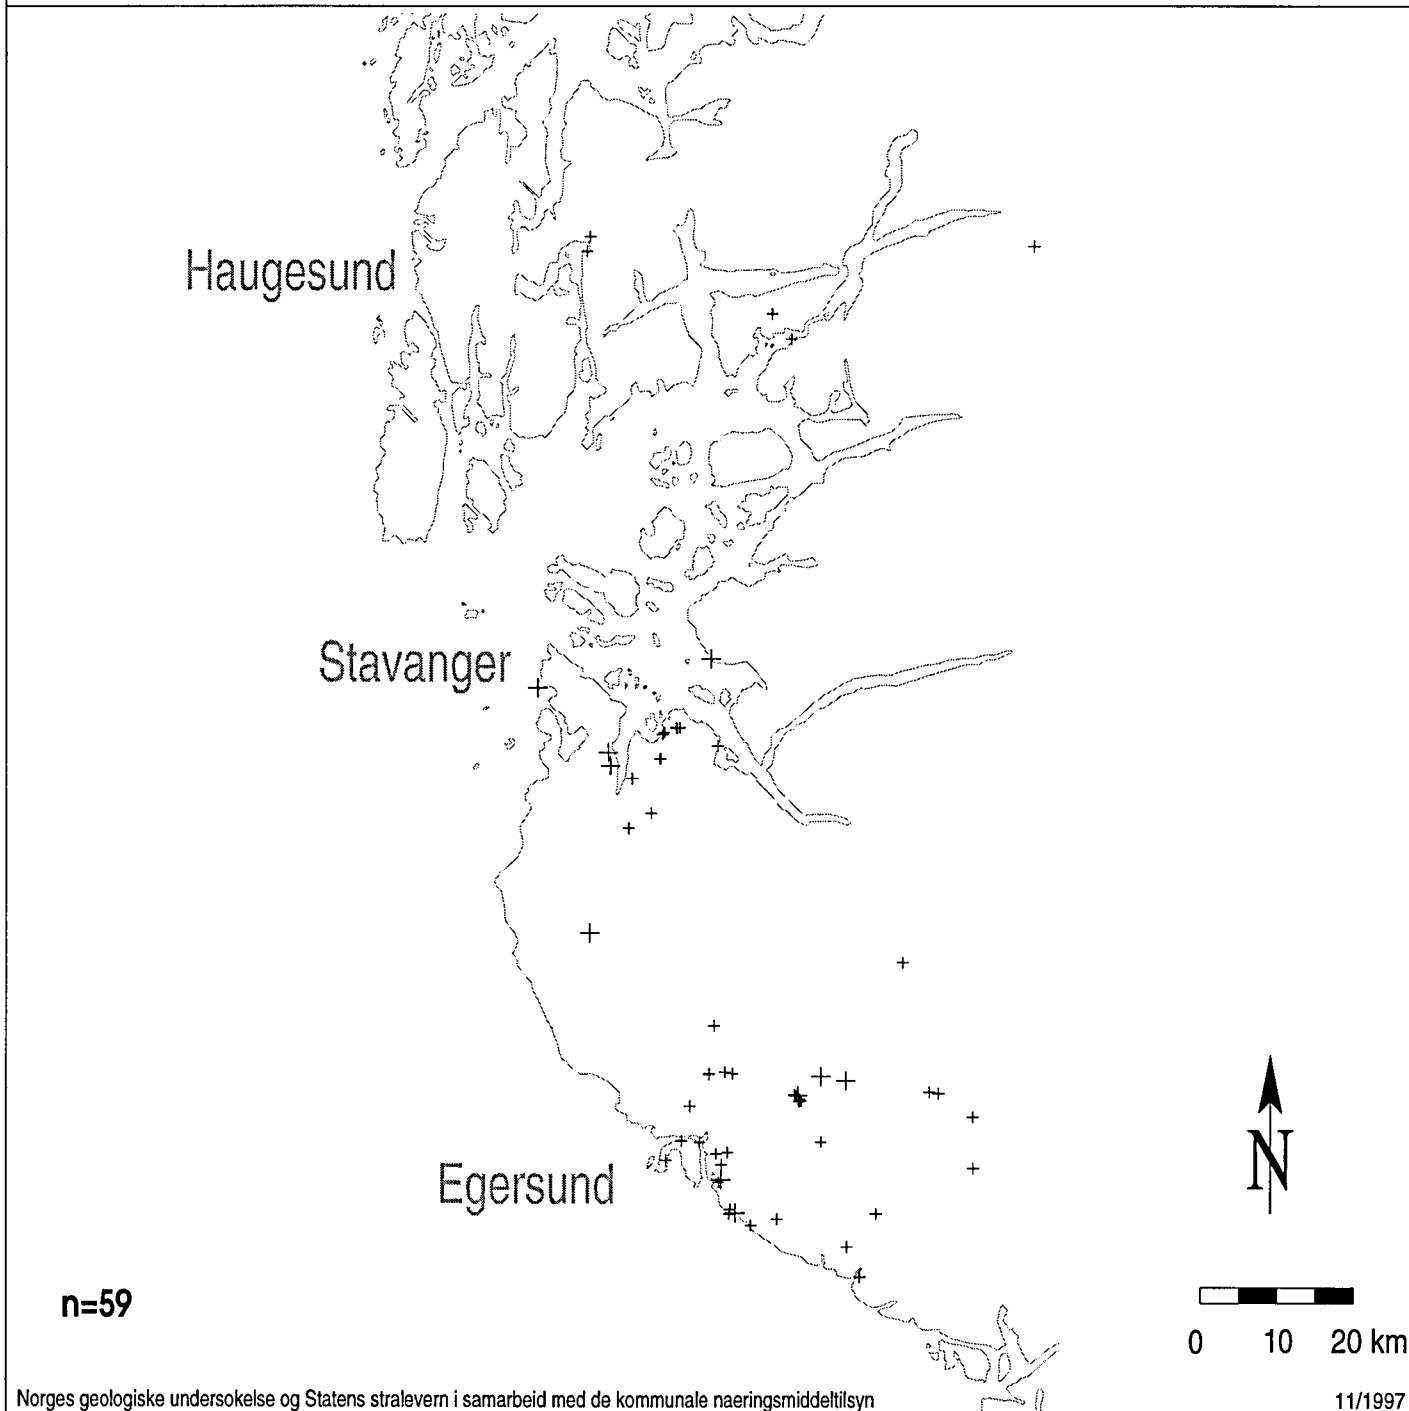 Haugesund
Stavanger
Egersund
N
n=59
0 10 20 km
Norges geologiske undersokelse og Statens stralevern i samarbeid med de kommunale naeringsmiddeltilsyn 11/1997